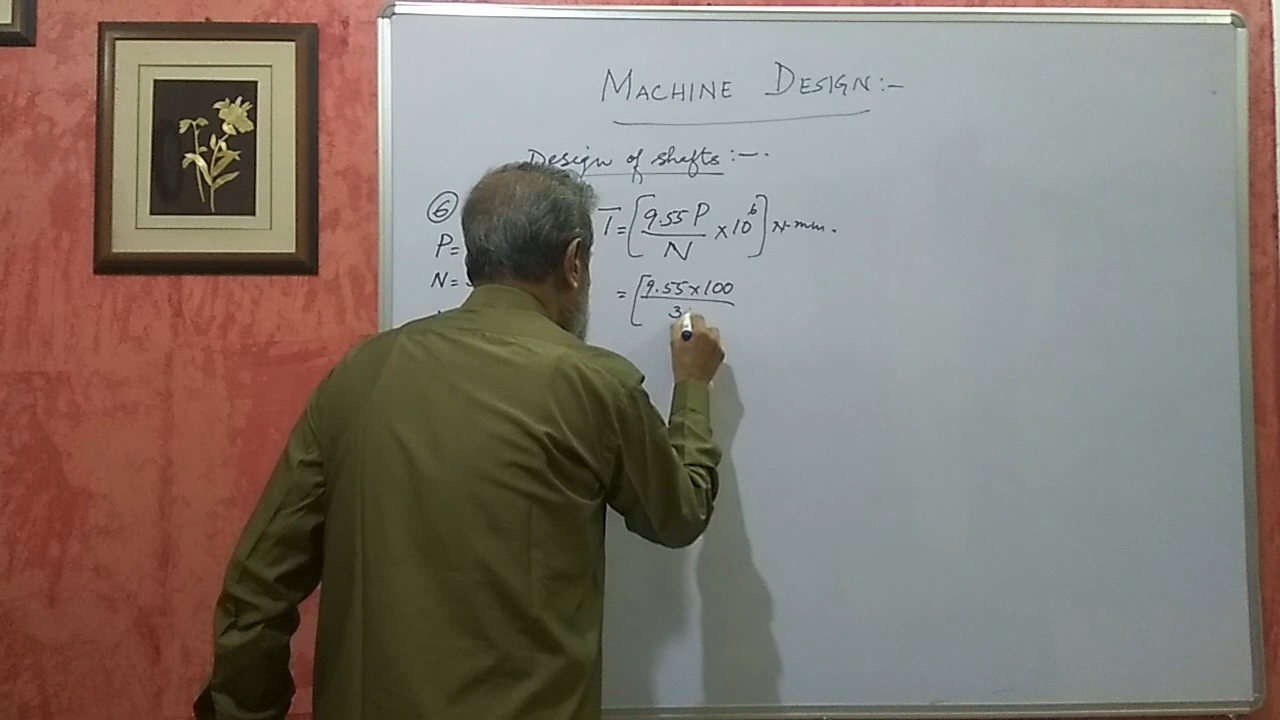 MACHINE DESIGN:-
Design of shafts :-.
⑥ T = [9.55 P / N × 10⁶] N-mm.
P=
N=
= [9.55×100 / 3